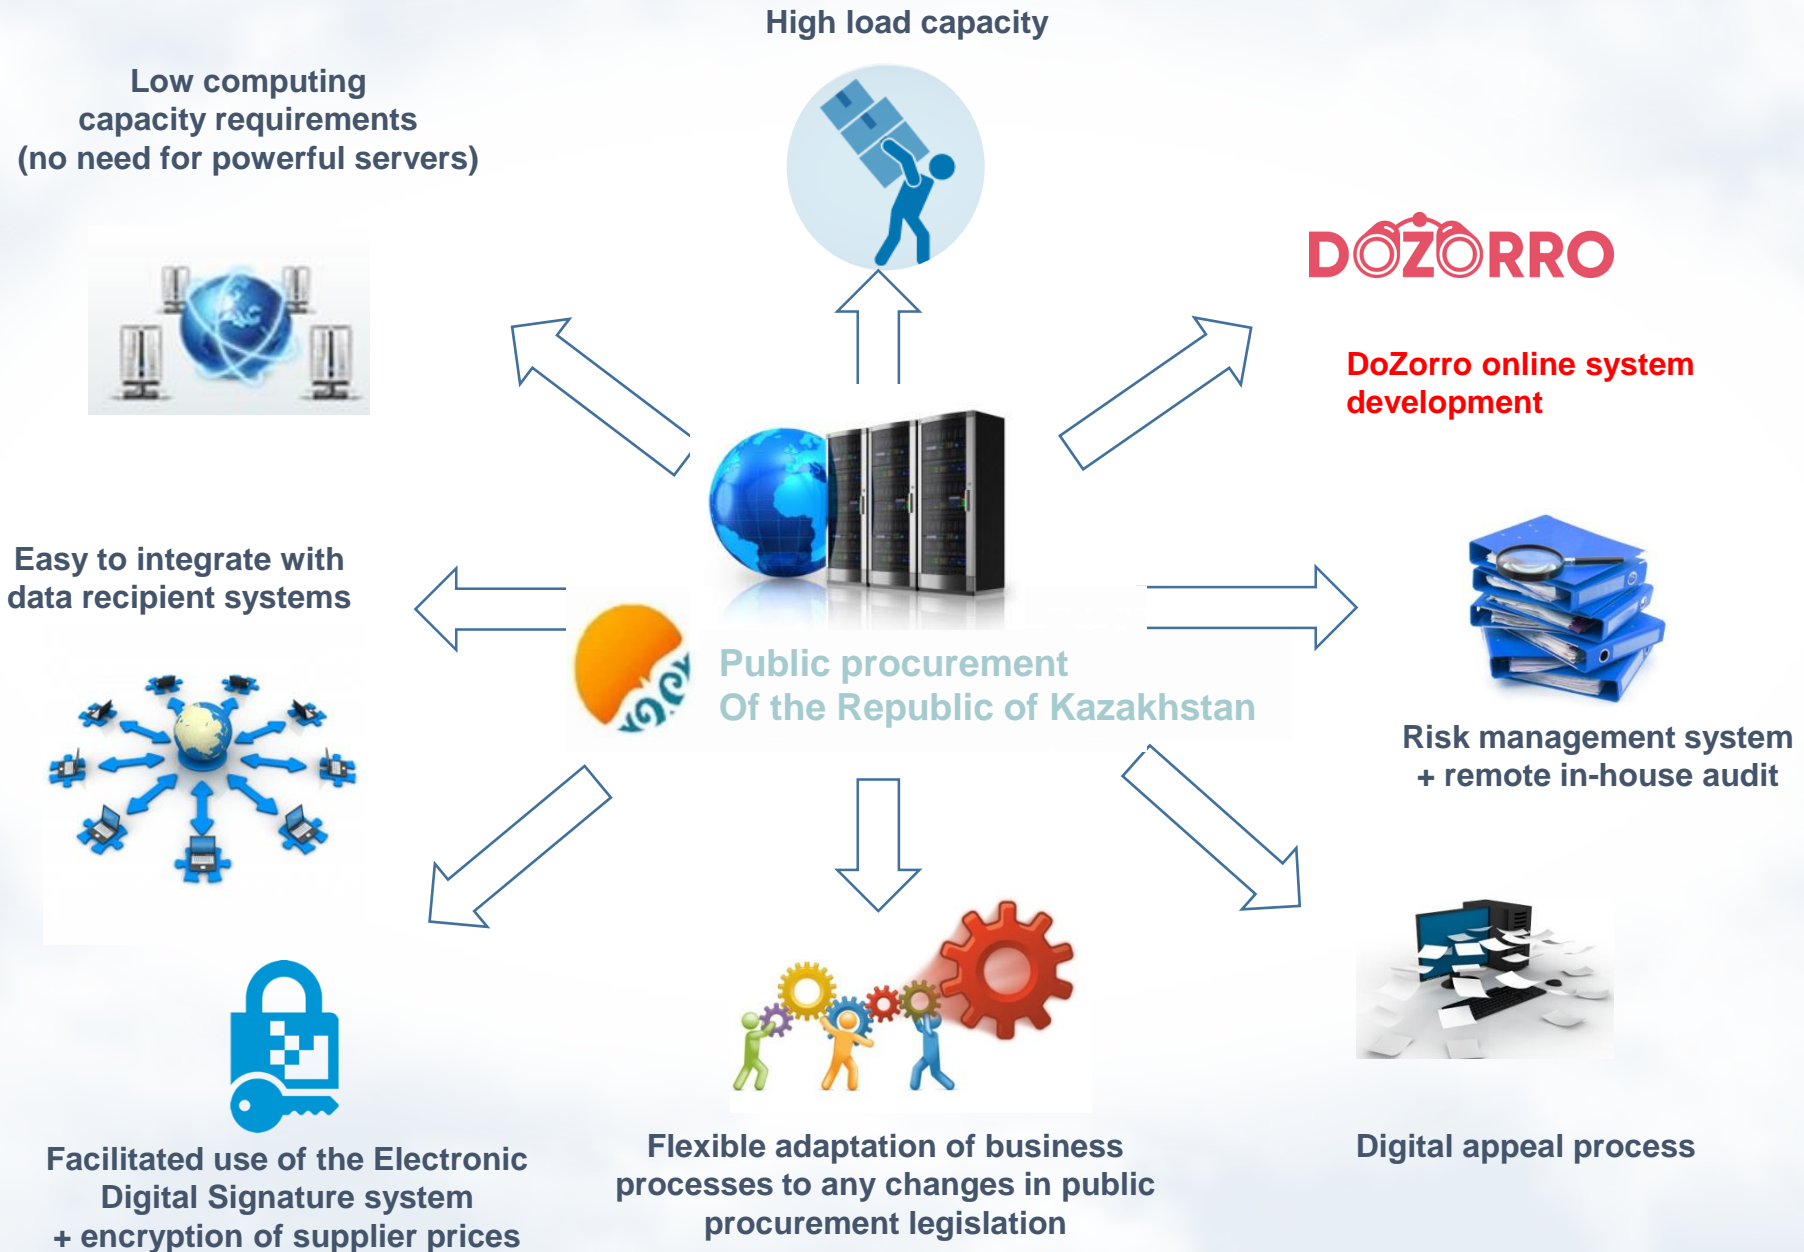 High load capacity
Low computing
capacity requirements
(no need for powerful servers)
DOZORRO
DoZorro online system
development
Easy to integrate with
data recipient systems
Public procurement
Of the Republic of Kazakhstan
Risk management system
+ remote in-house audit
Facilitated use of the Electronic
Digital Signature system
+ encryption of supplier prices
Flexible adaptation of business
processes to any changes in public
procurement legislation
Digital appeal process